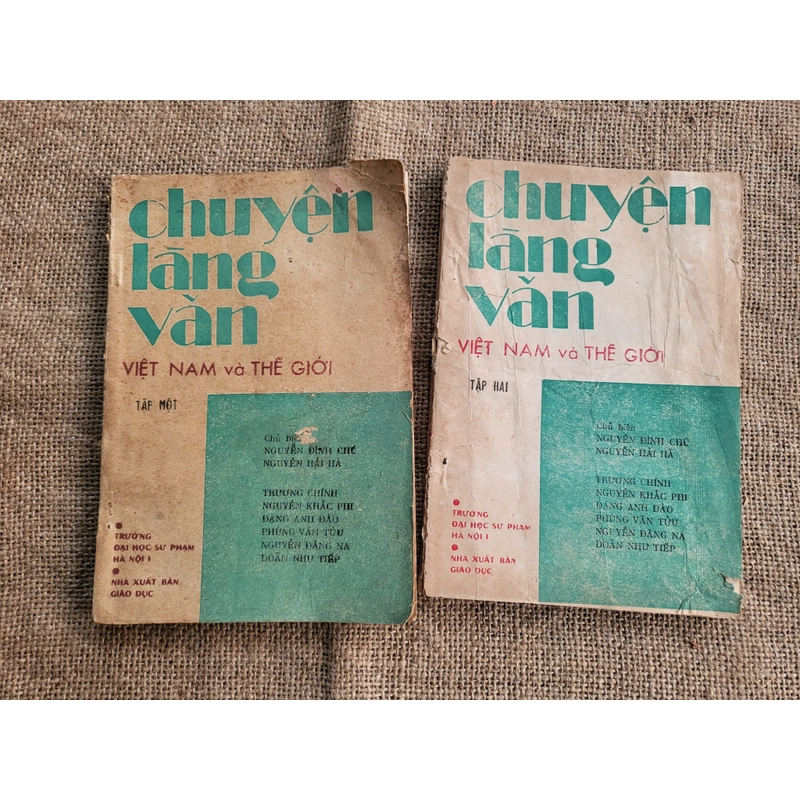 chuyện
làng
văn
VIỆT NAM và THẾ GIỚI
TẬP MỘT
Chủ biên
NGUYỄN ĐÌNH CHÚ
NGUYỄN HẢI HÀ
TRƯƠNG CHÍNH
NGUYỄN KHẮC PHI
ĐẶNG ANH ĐÀO
PHÙNG VĂN TỬU
NGUYỄN ĐĂNG NA
DOÃN NHƯ TIẾP
TRƯỜNG
ĐẠI HỌC SƯ PHẠM
HÀ NỘI I
NHÀ XUẤT BẢN
GIÁO DỤC
chuyện
làng
văn
VIỆT NAM và THẾ GIỚI
TẬP HAI
Chủ biên
NGUYỄN ĐÌNH CHÚ
NGUYỄN HẢI HÀ
TRƯƠNG CHÍNH
NGUYỄN KHẮC PHI
ĐẶNG ANH ĐÀO
PHÙNG VĂN TỬU
NGUYỄN ĐĂNG NA
DOÃN NHƯ TIẾP
TRƯỜNG
ĐẠI HỌC SƯ PHẠM
HÀ NỘI I
NHÀ XUẤT BẢN
GIÁO DỤC